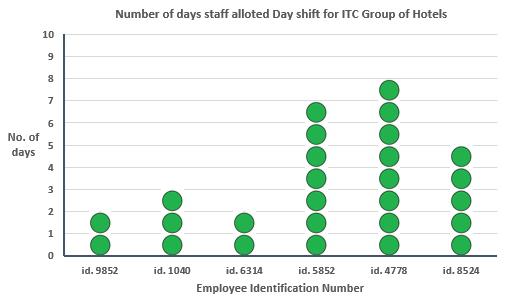 Number of days staff alloted Day shift for ITC Group of Hotels
10
9
8
7
6
5
4
3
2
1
0
No. of
days
id. 9852 id. 1040 id. 6314 id. 5852 id. 4778 id. 8524
Employee Identification Number